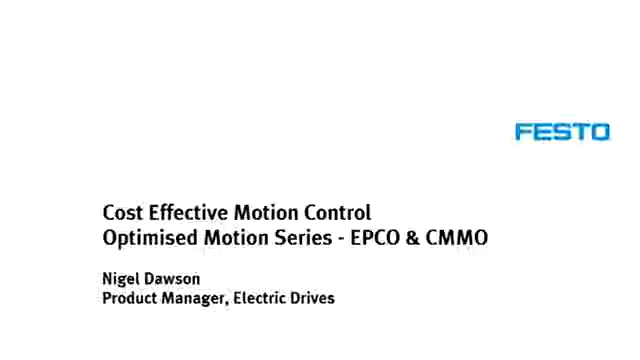 FESTO
Cost Effective Motion Control
Optimised Motion Series - EPCO & CMMO
Nigel Dawson
Product Manager, Electric Drives